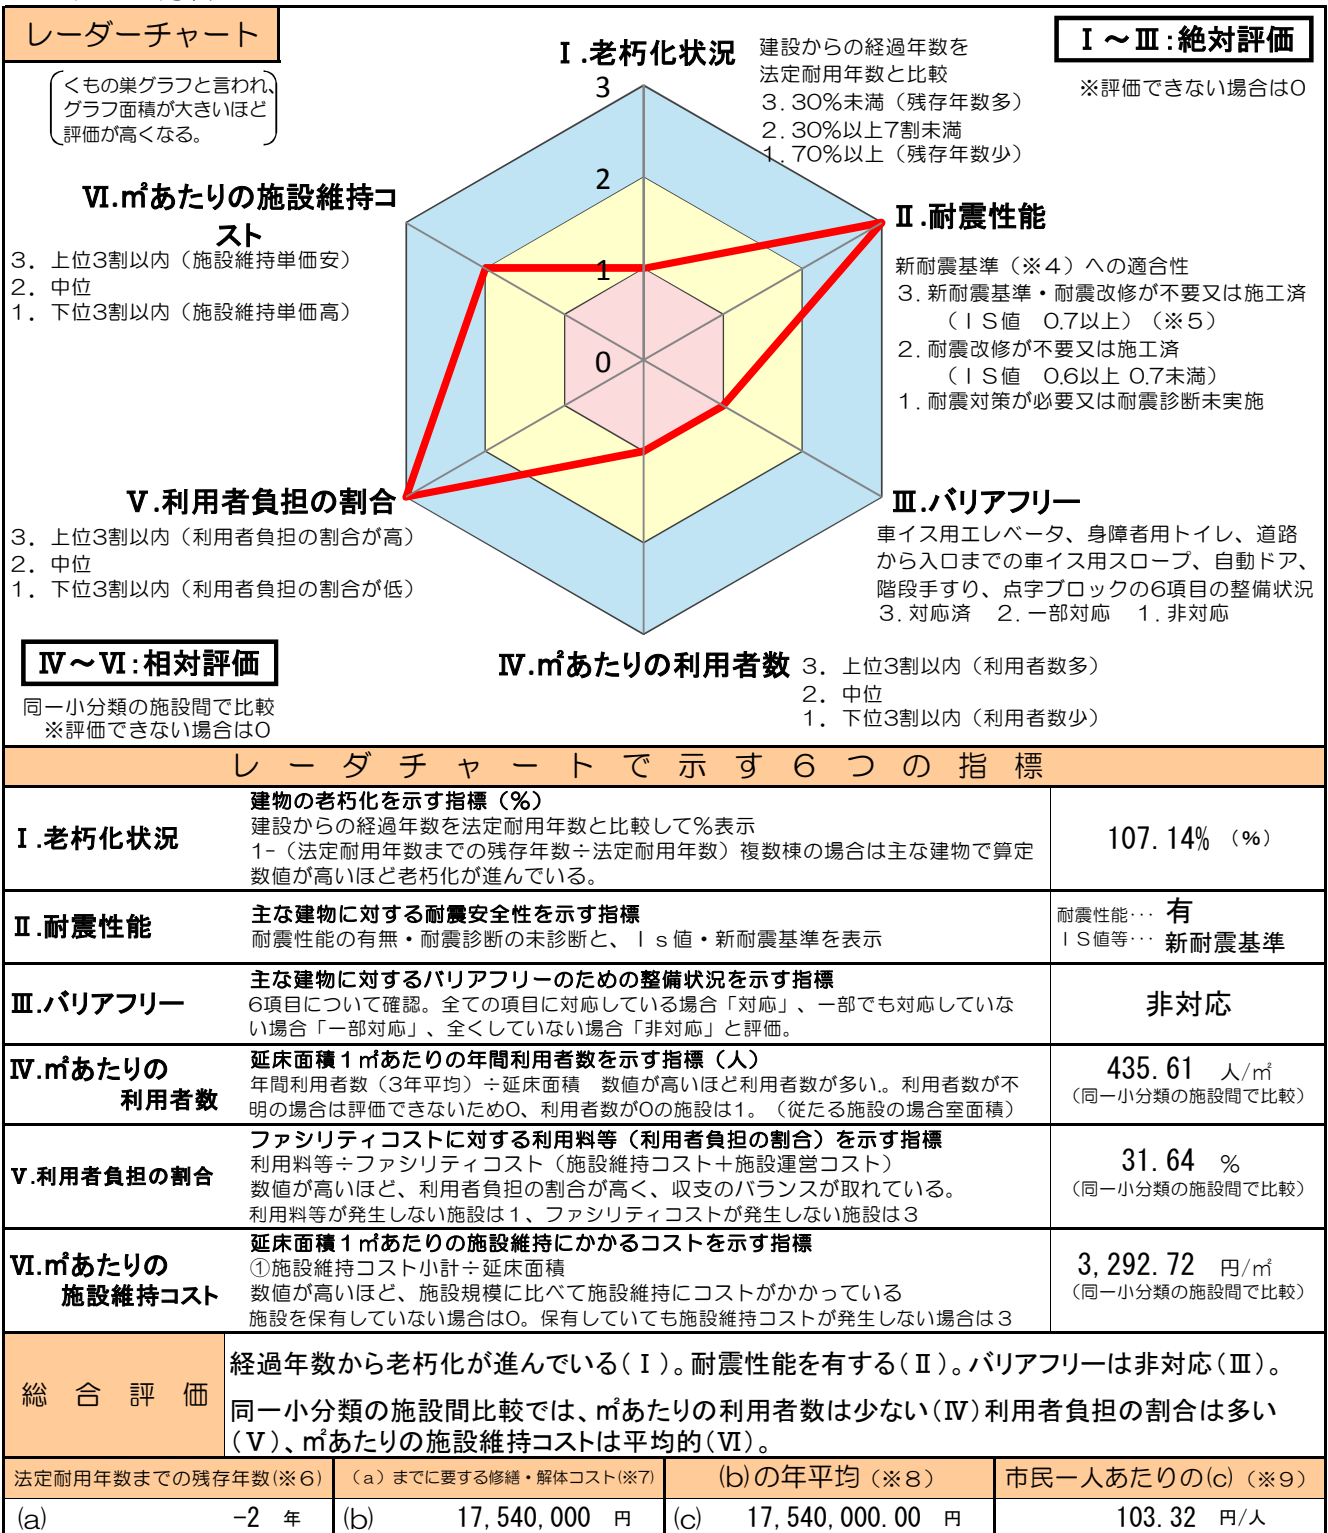 レーダーチャート
くもの巣グラフと言われ、
グラフ面積が大きいほど
評価が高くなる。
Ⅰ～Ⅲ:絶対評価
※評価できない場合は0
Ⅰ.老朽化状況
建設からの経過年数を
法定耐用年数と比較
3.30%未満（残存年数多）
2.30%以上7割未満
1.70%以上（残存年数少）
3
2
1
0
Ⅱ.耐震性能
新耐震基準（※4）への適合性
3.新耐震基準・耐震改修が不要又は施工済
（ＩＳ値　0.7以上）（※5）
2.耐震改修が不要又は施工済
（ＩＳ値　0.6以上 0.7未満）
1.耐震対策が必要又は耐震診断未実施
Ⅲ.バリアフリー
車イス用エレベータ、身障者用トイレ、道路
から入口までの車イス用スロープ、自動ドア、
階段手すり、点字ブロックの6項目の整備状況
3.対応済　2.一部対応　1.非対応
Ⅳ.㎡あたりの利用者数
3.　上位3割以内（利用者数多）
2.　中位
1.　下位3割以内（利用者数少）
Ⅴ.利用者負担の割合
3.　上位3割以内（利用者負担の割合が高）
2.　中位
1.　下位3割以内（利用者負担の割合が低）
Ⅵ.㎡あたりの施設維持コ
スト
3.　上位3割以内（施設維持単価安）
2.　中位
1.　下位3割以内（施設維持単価高）
Ⅳ～Ⅵ:相対評価
同一小分類の施設間で比較
※評価できない場合は0
レーダチャートで示す６つの指標
Ⅰ.老朽化状況
建物の老朽化を示す指標（%）
建設からの経過年数を法定耐用年数と比較して%表示
1-（法定耐用年数までの残存年数÷法定耐用年数）複数棟の場合は主な建物で算定
数値が高いほど老朽化が進んでいる。
107.14% （%）
Ⅱ.耐震性能
主な建物に対する耐震安全性を示す指標
耐震性能の有無・耐震診断の未診断と、Ｉｓ値・新耐震基準を表示
耐震性能… 有
ＩＳ値等… 新耐震基準
Ⅲ.バリアフリー
主な建物に対するバリアフリーのための整備状況を示す指標
6項目について確認。全ての項目に対応している場合「対応」、一部でも対応していな
い場合「一部対応」、全くしていない場合「非対応」と評価。
非対応
Ⅳ.㎡あたりの
利用者数
延床面積１㎡あたりの年間利用者数を示す指標（人）
年間利用者数（3年平均）÷延床面積　数値が高いほど利用者数が多い。利用者数が不
明の場合は評価できないため0、利用者数が0の施設は1。（従たる施設の場合室面積）
435.61 人/㎡
（同一小分類の施設間で比較）
Ⅴ.利用者負担の割合
ファシリティコストに対する利用料等（利用者負担の割合）を示す指標
利用料等÷ファシリティコスト（施設維持コスト＋施設運営コスト）
数値が高いほど、利用者負担の割合が高く、収支のバランスが取れている。
利用料等が発生しない施設は１、ファシリティコストが発生しない施設は３
31.64 %
（同一小分類の施設間で比較）
Ⅵ.㎡あたりの
施設維持コスト
延床面積１㎡あたりの施設維持にかかるコストを示す指標
①施設維持コスト小計÷延床面積
数値が高いほど、施設規模に比べて施設維持にコストがかかっている
施設を保有していない場合は0。保有していても施設維持コストが発生しない場合は３
3,292.72 円/㎡
（同一小分類の施設間で比較）
総合評価
経過年数から老朽化が進んでいる(Ⅰ)。耐震性能を有する(Ⅱ)。バリアフリーは非対応(Ⅲ)。
同一小分類の施設間比較では、㎡あたりの利用者数は少ない(Ⅳ)利用者負担の割合は多い
(Ⅴ)、㎡あたりの施設維持コストは平均的(Ⅵ)。
法定耐用年数までの残存年数(※6)
（a）までに要する修繕・解体コスト(※7)
(b)の年平均（※8）
市民一人あたりの(c)（※9）
(a) -2 年
(b) 17,540,000 円
(c) 17,540,000.00 円
103.32 円/人